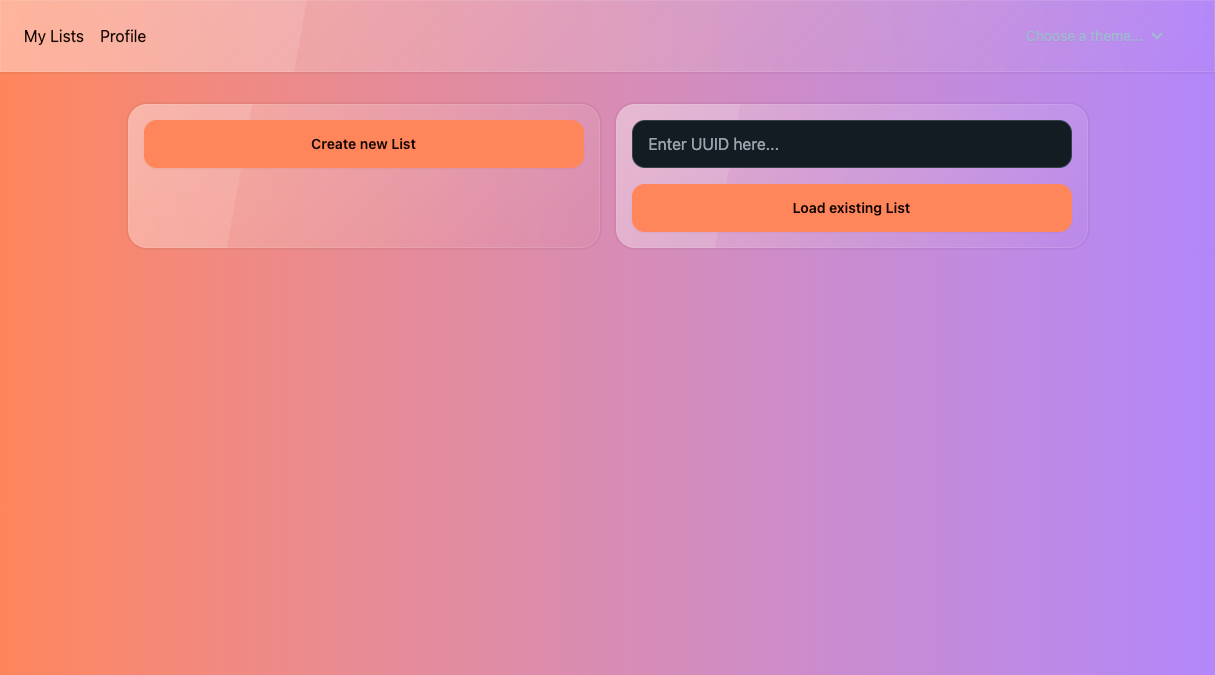 My Lists Profile Choose a theme...
Create new List
Enter UUID here...
Load existing List